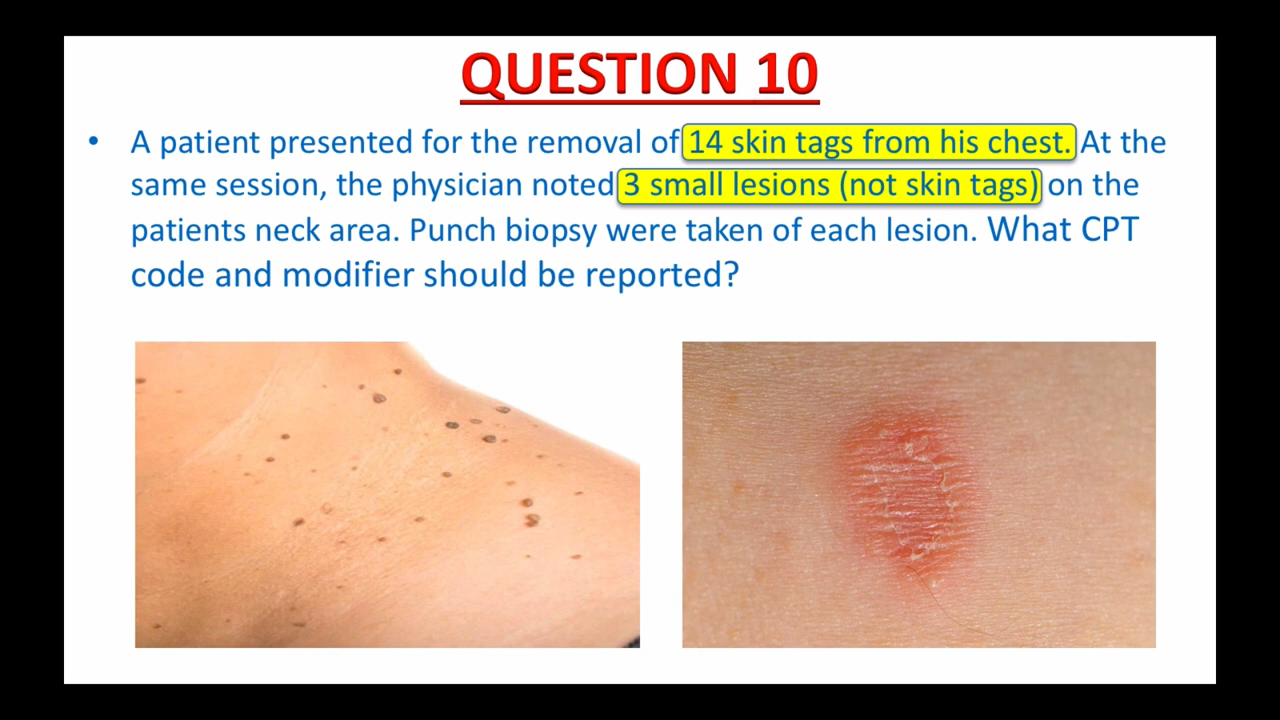 QUESTION 10
• A patient presented for the removal of 14 skin tags from his chest. At the
same session, the physician noted 3 small lesions (not skin tags) on the
patients neck area. Punch biopsy were taken of each lesion. What CPT
code and modifier should be reported?